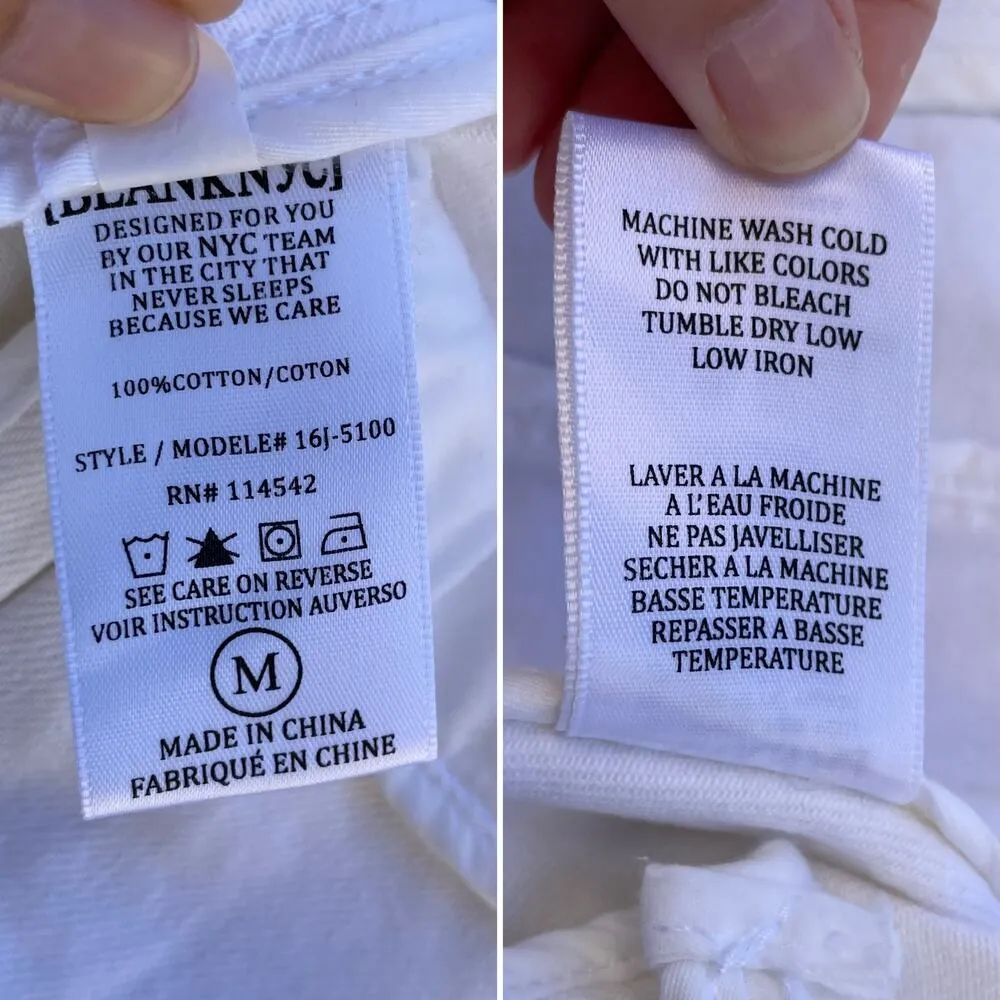 [BLANKNYC]
DESIGNED FOR YOU
BY OUR NYC TEAM
IN THE CITY THAT
NEVER SLEEPS
BECAUSE WE CARE
100%COTTON/COTON
STYLE / MODELE# 16J-5100
RN# 114542
SEE CARE ON REVERSE
VOIR INSTRUCTION AUVERSO
M
MADE IN CHINA
FABRIQUÉ EN CHINE
MACHINE WASH COLD
WITH LIKE COLORS
DO NOT BLEACH
TUMBLE DRY LOW
LOW IRON
LAVER A LA MACHINE
A L'EAU FROIDE
NE PAS JAVELLISER
SECHER A LA MACHINE
BASSE TEMPERATURE
REPASSER A BASSE
TEMPERATURE